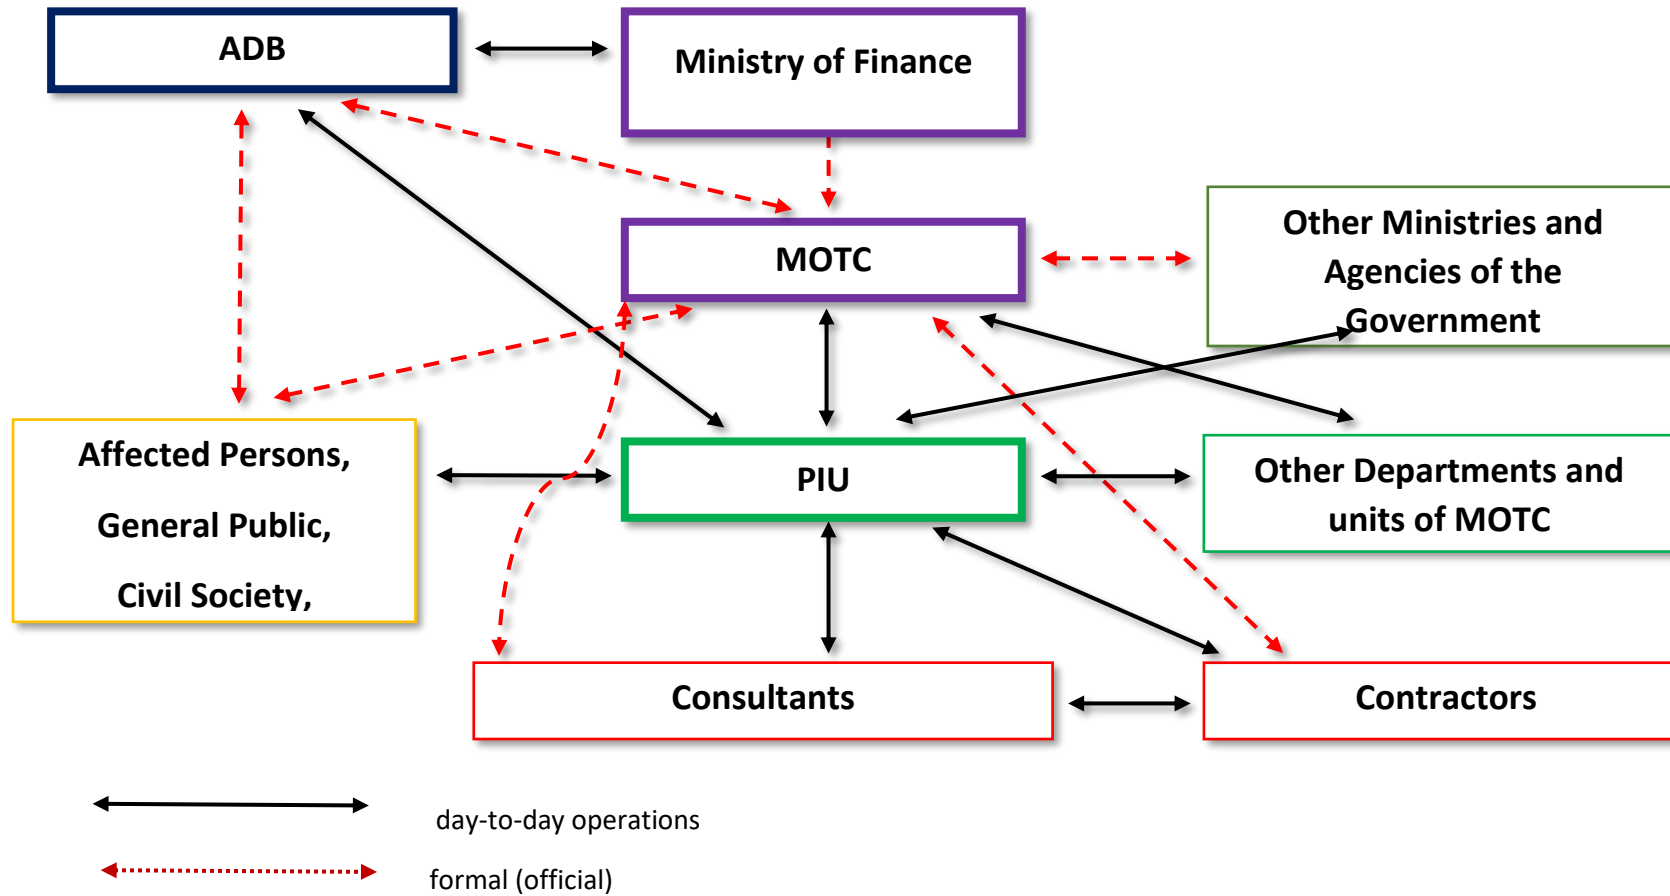 ADB
Ministry of Finance
MOTC
Other Ministries and
Agencies of the
Government
Affected Persons,
General Public,
Civil Society,
PIU
Other Departments and
units of MOTC
Consultants
Contractors
day-to-day operations
formal (official)